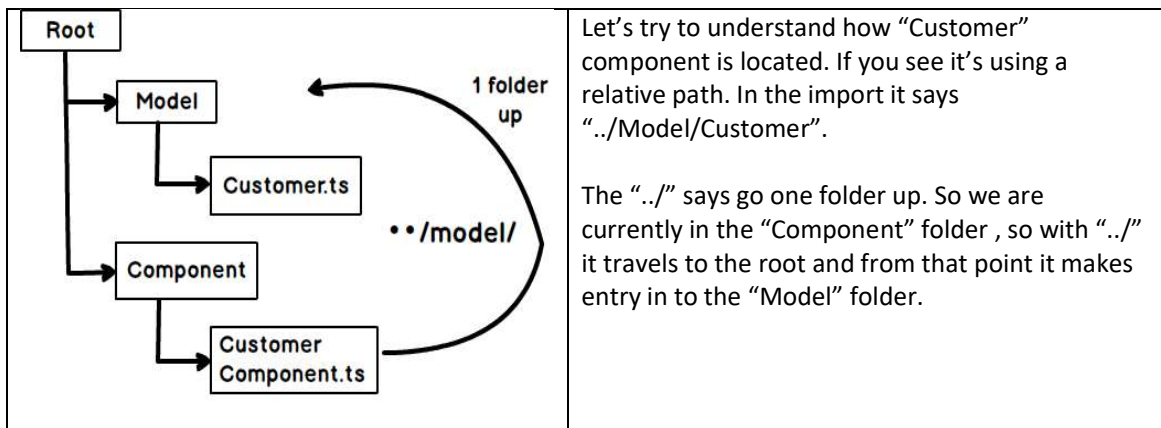 Root
Model
Customer.ts
Component
Customer
Component.ts
1 folder
up
••/model/
Let’s try to understand how “Customer”
component is located. If you see it’s using a
relative path. In the import it says
“../Model/Customer”.
The “../” says go one folder up. So we are
currently in the “Component” folder , so with “../”
it travels to the root and from that point it makes
entry in to the “Model” folder.